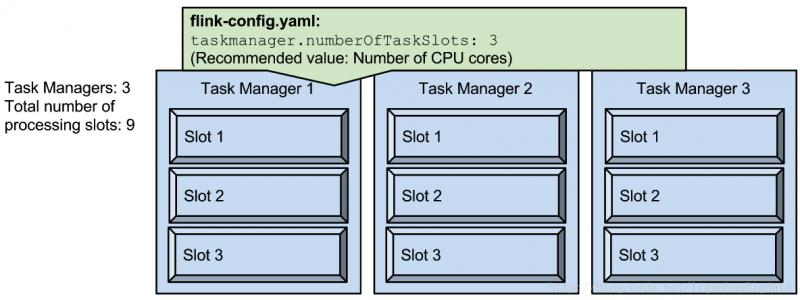 flink-config.yaml:
taskmanager.numberOfTaskSlots: 3
(Recommended value: Number of CPU cores)
Task Managers: 3
Total number of
processing slots: 9
Task Manager 1
Slot 1
Slot 2
Slot 3
Task Manager 2
Slot 1
Slot 2
Slot 3
Task Manager 3
Slot 1
Slot 2
Slot 3